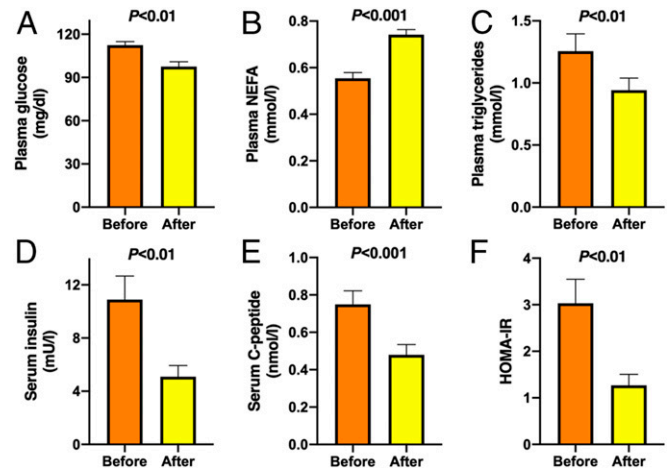 A
P<0.01
Plasma glucose
(mg/dl)
120
90
60
30
0
Before After
B
P<0.001
Plasma NEFA
(mmol/l)
0.8
0.6
0.4
0.2
0.0
Before After
C
P<0.01
Plasma triglycerides
(mmol/l)
1.5
1.0
0.5
0.0
Before After
D
P<0.01
Serum insulin
(mU/l)
12
8
4
0
Before After
E
P<0.001
Serum C-peptide
(nmol/l)
1.0
0.8
0.6
0.4
0.2
0.0
Before After
F
P<0.01
HOMA-IR
4
3
2
1
0
Before After